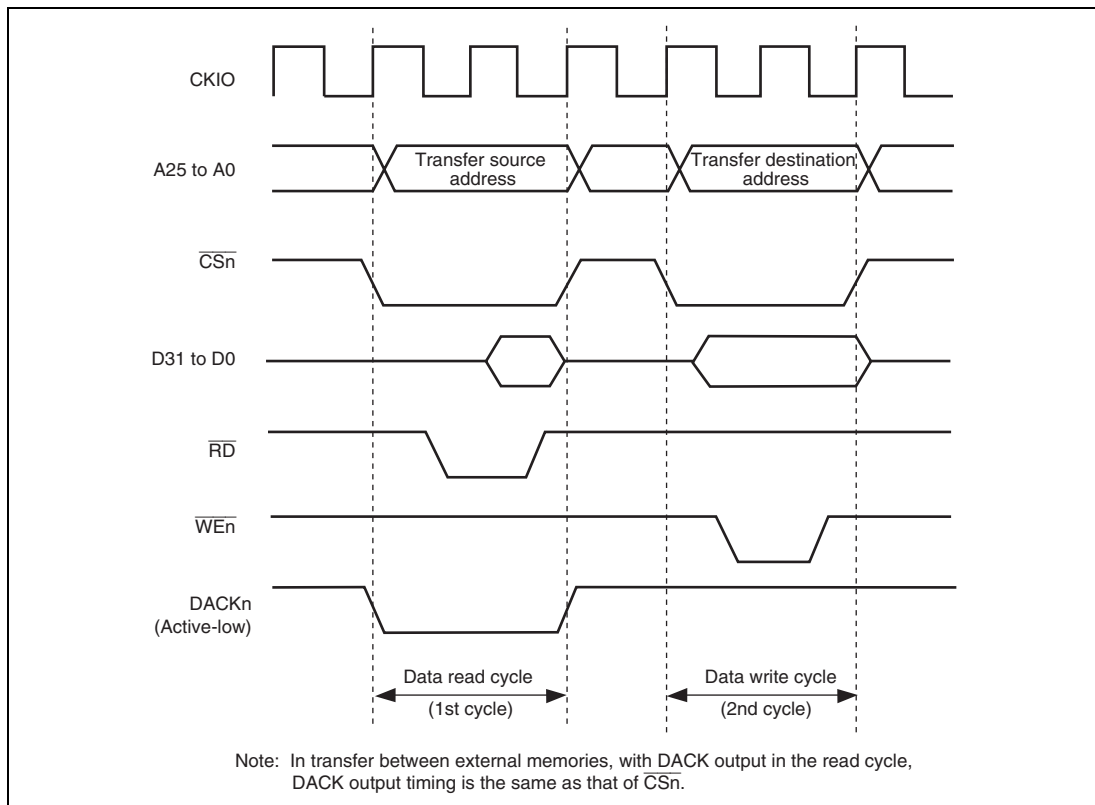 CKIO
A25 to A0
Transfer source
address
Transfer destination
address
CSn
D31 to D0
RD
WEn
DACKn
(Active-low)
Data read cycle
(1st cycle)
Data write cycle
(2nd cycle)
Note: In transfer between external memories, with DACK output in the read cycle,
DACK output timing is the same as that of CSn.